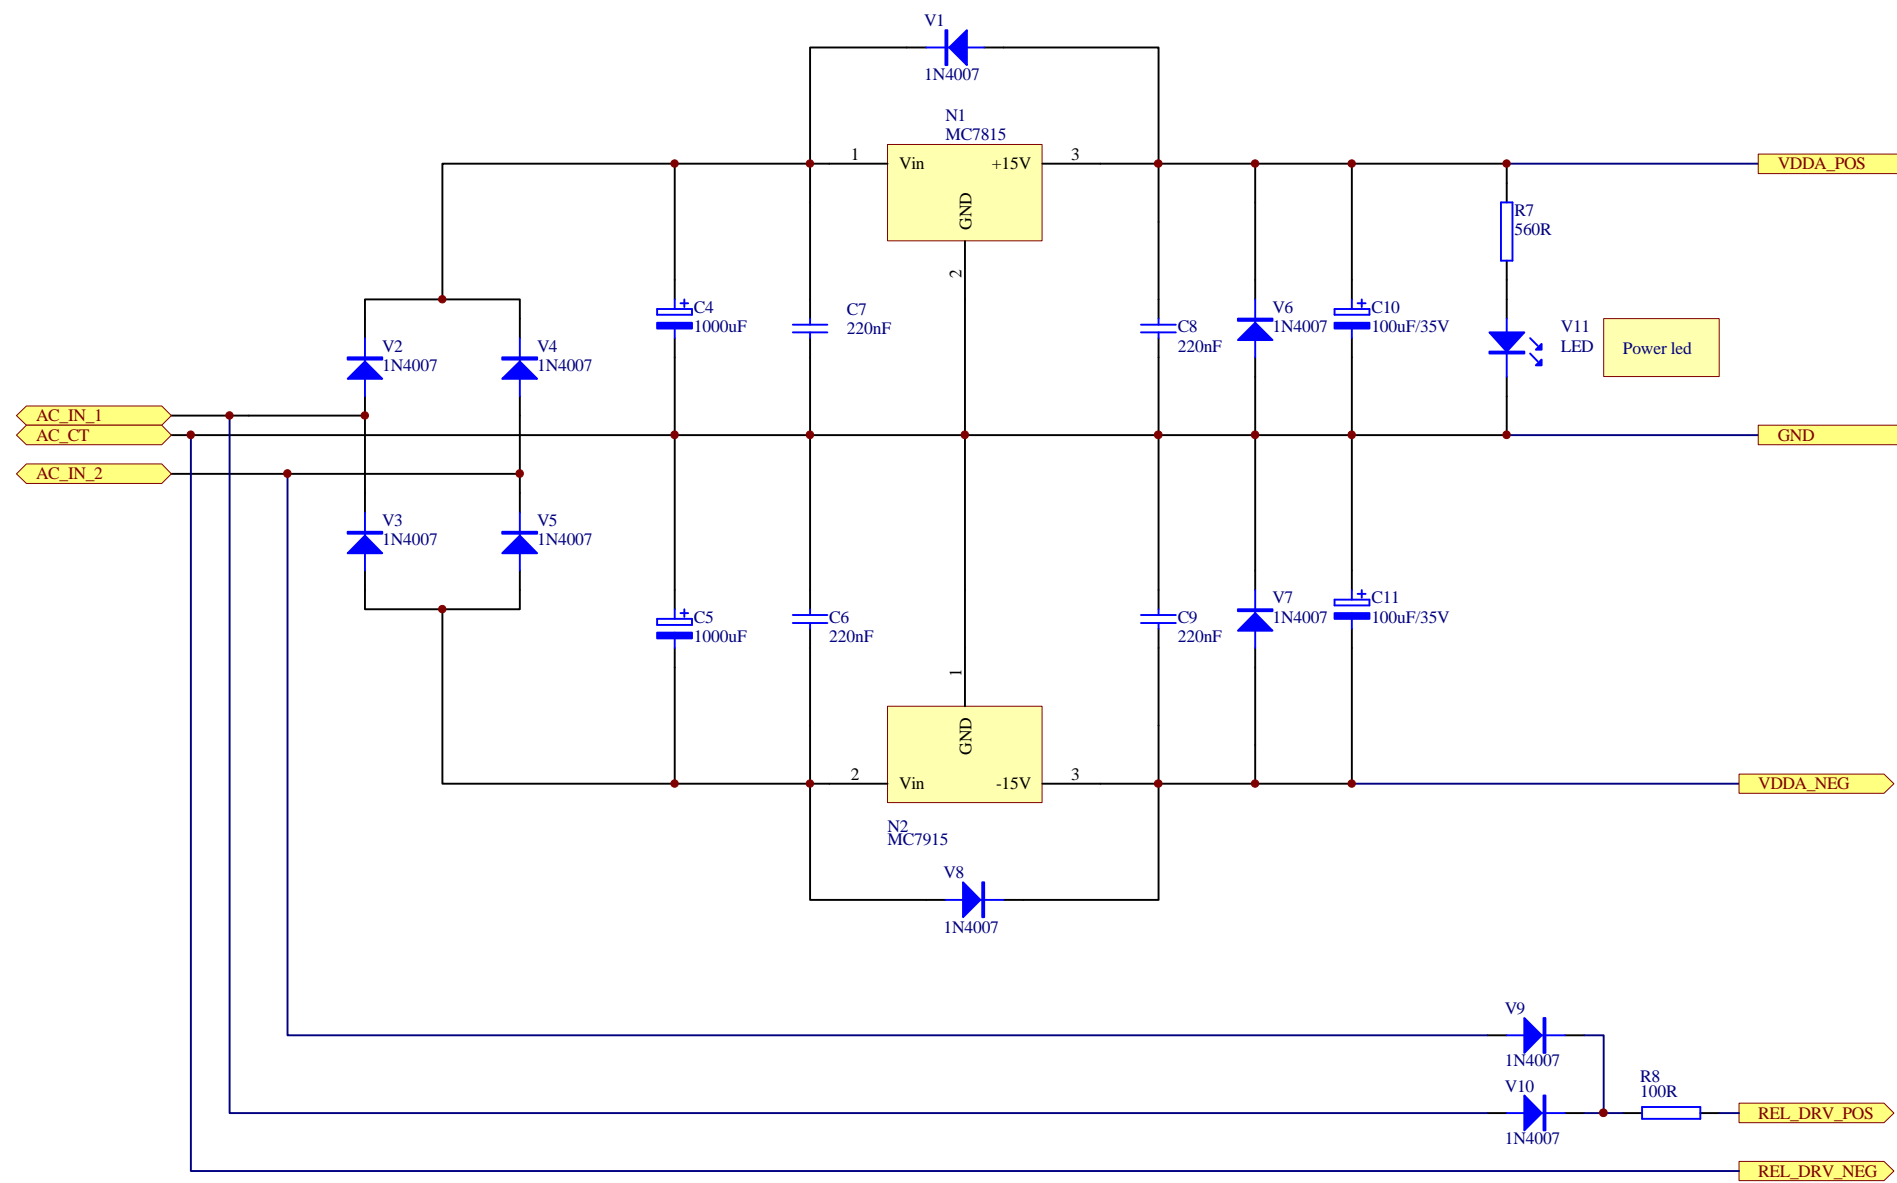 V1
1N4007
N1
MC7815
1
Vin
+15V
3
GND
2
VDDA_POS
R7
560R
C4
1000uF
C7
220nF
C8
220nF
V6
1N4007
C10
100uF/35V
V11
LED
Power led
V2
1N4007
V4
1N4007
AC_IN_1
AC_CT
GND
AC_IN_2
V3
1N4007
V5
1N4007
C5
1000uF
C6
220nF
C9
220nF
V7
1N4007
C11
100uF/35V
1
GND
2
Vin
-15V
3
VDDA_NEG
N2
MC7915
V8
1N4007
V9
1N4007
V10
1N4007
R8
100R
REL_DRV_POS
REL_DRV_NEG
+
+
+
+